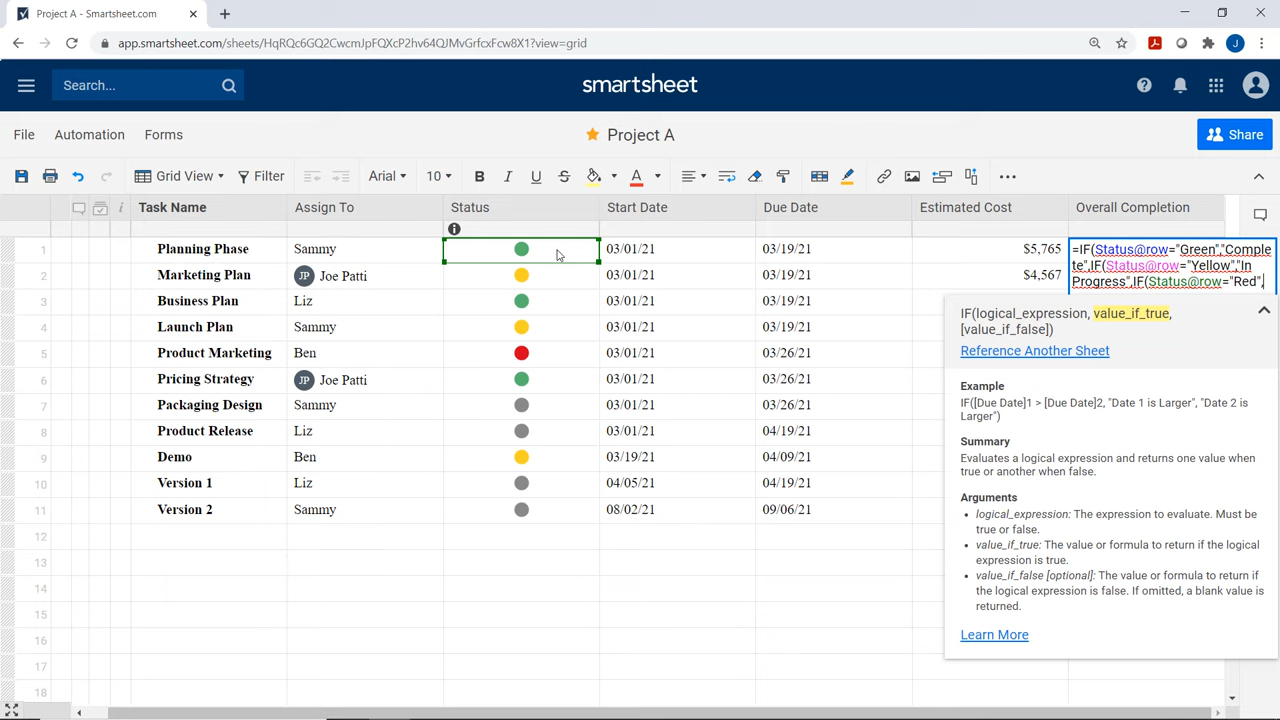 Project A - Smartsheet.com
app.smartsheet.com/sheets/HqRQc6GQ2CwcmJpFQXcP2hv64QJMvGrfcxFcw8X1?view=grid
J
Search...
smartsheet
File Automation Forms
Project A
Share
Grid View Filter Arial 10 B I U S A
Task Name Assign To Status Start Date Due Date Estimated Cost Overall Completion
1 Planning Phase Sammy 03/01/21 03/19/21 $5,765
=IF(Status@row="Green","Comple
te",IF(Status@row="Yellow","In
Progress",IF(Status@row="Red",
2 Marketing Plan JP Joe Patti 03/01/21 03/19/21 $4,567
3 Business Plan Liz 03/01/21 03/19/21
4 Launch Plan Sammy 03/01/21 03/19/21
5 Product Marketing Ben 03/01/21 03/26/21
6 Pricing Strategy JP Joe Patti 03/01/21 03/26/21
7 Packaging Design Sammy 03/01/21 03/26/21
8 Product Release Liz 03/01/21 04/19/21
9 Demo Ben 03/19/21 04/09/21
10 Version 1 Liz 04/05/21 04/19/21
11 Version 2 Sammy 08/02/21 09/06/21
12
13
14
15
16
17
18
IF(logical_expression, value_if_true,
[value_if_false])
Reference Another Sheet
Example
IF([Due Date]1 > [Due Date]2, "Date 1 is Larger", "Date 2 is
Larger")
Summary
Evaluates a logical expression and returns one value when
true or another when false.
Arguments
logical_expression: The expression to evaluate. Must be
true or false.
value_if_true: The value or formula to return if the logical
expression is true.
value_if_false [optional]: The value or formula to return if
the logical expression is false. If omitted, a blank value is
returned.
Learn More